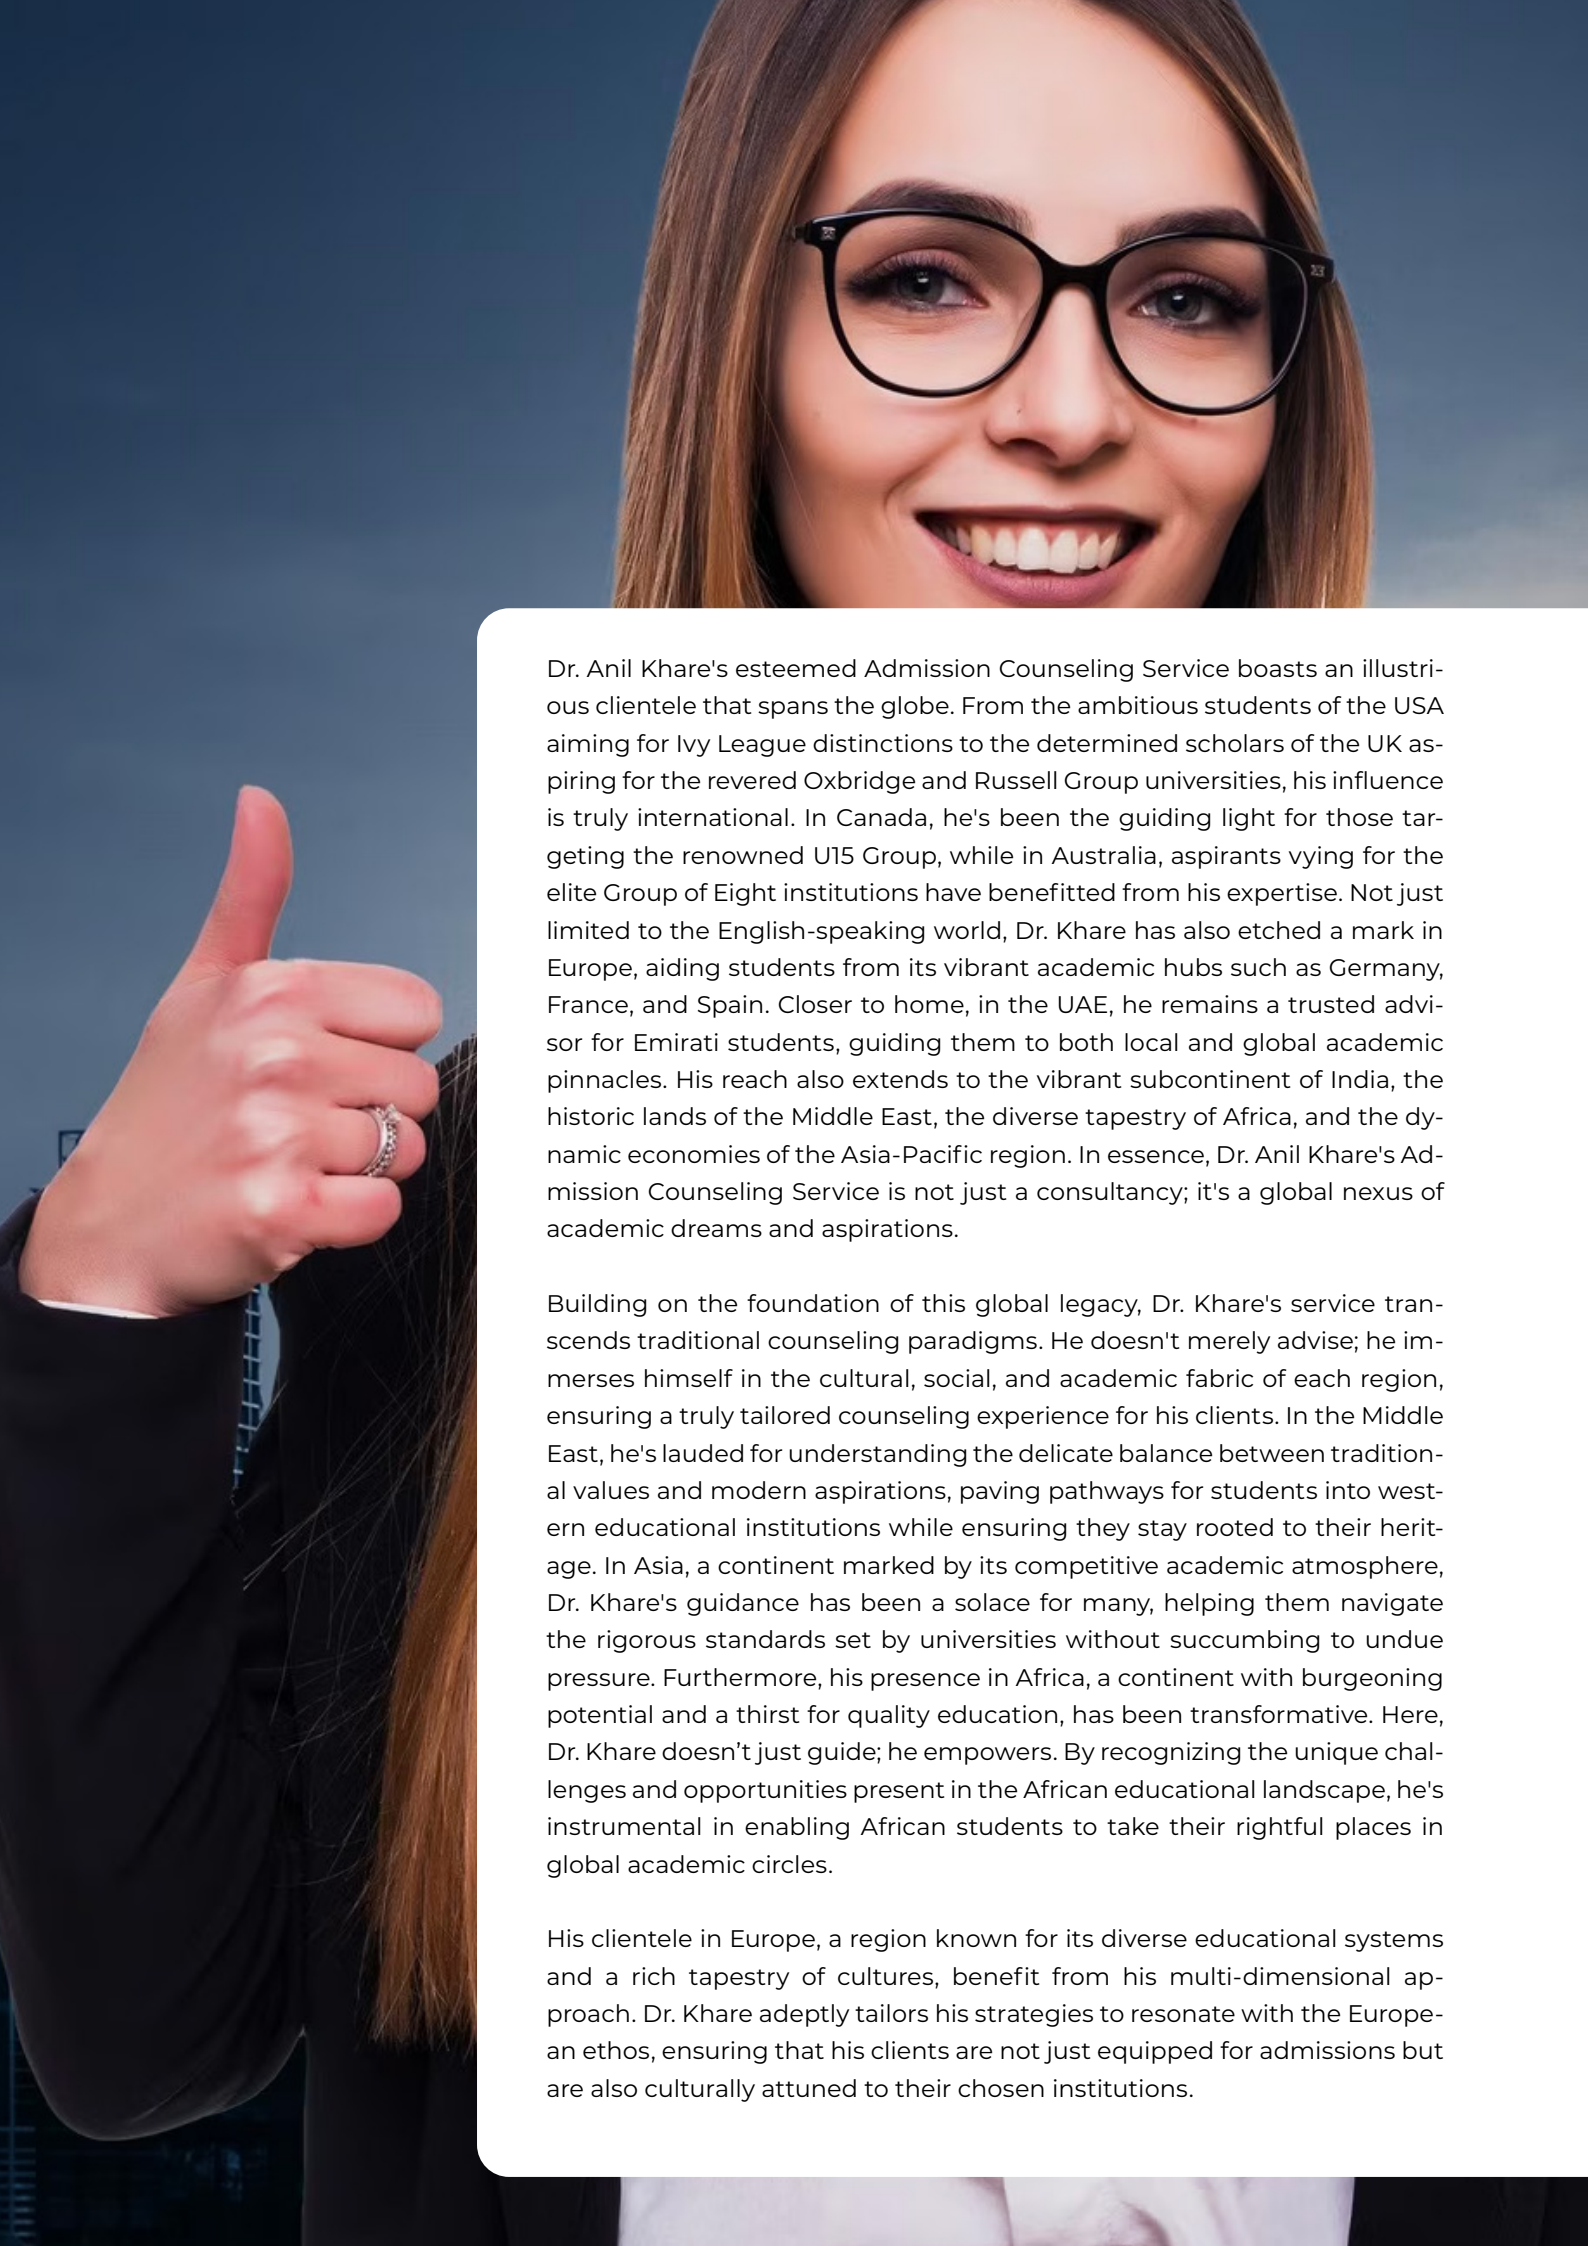 Dr. Anil Khare's esteemed Admission Counseling Service boasts an illustri-
ous clientele that spans the globe. From the ambitious students of the USA
aiming for Ivy League distinctions to the determined scholars of the UK as-
piring for the revered Oxbridge and Russell Group universities, his influence
is truly international. In Canada, he's been the guiding light for those tar-
geting the renowned U15 Group, while in Australia, aspirants vying for the
elite Group of Eight institutions have benefitted from his expertise. Not just
limited to the English-speaking world, Dr. Khare has also etched a mark in
Europe, aiding students from its vibrant academic hubs such as Germany,
France, and Spain. Closer to home, in the UAE, he remains a trusted advi-
sor for Emirati students, guiding them to both local and global academic
pinnacles. His reach also extends to the vibrant subcontinent of India, the
historic lands of the Middle East, the diverse tapestry of Africa, and the dy-
namic economies of the Asia-Pacific region. In essence, Dr. Anil Khare's Ad-
mission Counseling Service is not just a consultancy; it's a global nexus of
academic dreams and aspirations.
Building on the foundation of this global legacy, Dr. Khare's service tran-
scends traditional counseling paradigms. He doesn't merely advise; he im-
merses himself in the cultural, social, and academic fabric of each region,
ensuring a truly tailored counseling experience for his clients. In the Middle
East, he's lauded for understanding the delicate balance between tradition-
al values and modern aspirations, paving pathways for students into west-
ern educational institutions while ensuring they stay rooted to their herit-
age. In Asia, a continent marked by its competitive academic atmosphere,
Dr. Khare's guidance has been a solace for many, helping them navigate
the rigorous standards set by universities without succumbing to undue
pressure. Furthermore, his presence in Africa, a continent with burgeoning
potential and a thirst for quality education, has been transformative. Here,
Dr. Khare doesn’t just guide; he empowers. By recognizing the unique chal-
lenges and opportunities present in the African educational landscape, he's
instrumental in enabling African students to take their rightful places in
global academic circles.
His clientele in Europe, a region known for its diverse educational systems
and a rich tapestry of cultures, benefit from his multi-dimensional ap-
proach. Dr. Khare adeptly tailors his strategies to resonate with the Europe-
an ethos, ensuring that his clients are not just equipped for admissions but
are also culturally attuned to their chosen institutions.